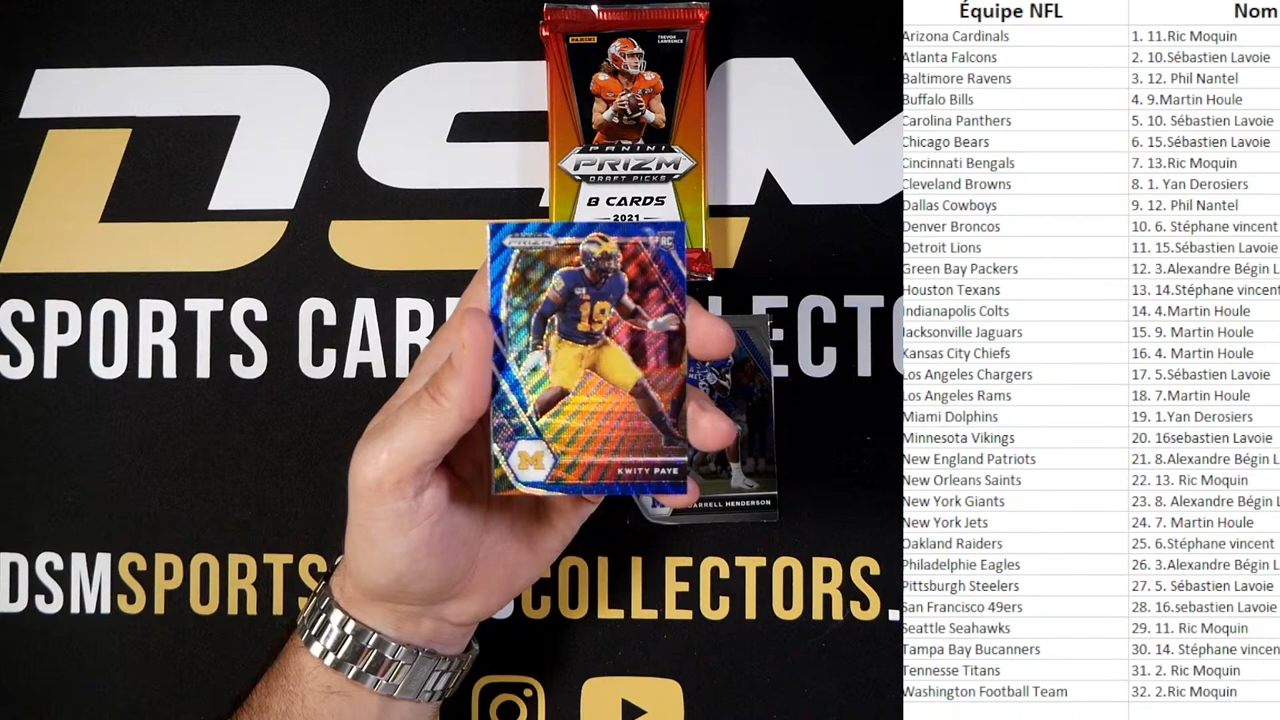 DSM
SPORTS CAR
ECTO
DSMSPORTS
COLLECTORS.
PANINI
TREVOR
LAWRENCE
PANINI
PRIZM
DRAFT PICKS
8 CARDS
2021
PRIZM
RC
19
M
KWITY PAYE
DARRELL HENDERSON
Équipe NFL Nom
Arizona Cardinals 1. 11.Ric Moquin
Atlanta Falcons 2. 10.Sébastien Lavoie
Baltimore Ravens 3. 12. Phil Nantel
Buffalo Bills 4. 9.Martin Houle
Carolina Panthers 5. 10. Sébastien Lavoie
Chicago Bears 6. 15.Sébastien Lavoie
Cincinnati Bengals 7. 13.Ric Moquin
Cleveland Browns 8. 1. Yan Derosiers
Dallas Cowboys 9. 12. Phil Nantel
Denver Broncos 10. 6. Stéphane vincent
Detroit Lions 11. 15.Sébastien Lavoie
Green Bay Packers 12. 3.Alexandre Bégin L
Houston Texans 13. 14.Stéphane vincent
Indianapolis Colts 14. 4.Martin Houle
Jacksonville Jaguars 15. 9. Martin Houle
Kansas City Chiefs 16. 4. Martin Houle
Los Angeles Chargers 17. 5.Sébastien Lavoie
Los Angeles Rams 18. 7.Martin Houle
Miami Dolphins 19. 1.Yan Derosiers
Minnesota Vikings 20. 16sebastien Lavoie
New England Patriots 21. 8.Alexandre Bégin L
New Orleans Saints 22. 13. Ric Moquin
New York Giants 23. 8. Alexandre Bégin L
New York Jets 24. 7. Martin Houle
Oakland Raiders 25. 6.Stéphane vincent
Philadelphie Eagles 26. 3.Alexandre Bégin L
Pittsburgh Steelers 27. 5. Sébastien Lavoie
San Francisco 49ers 28. 16.sebastien Lavoie
Seattle Seahawks 29. 11. Ric Moquin
Tampa Bay Bucanners 30. 14. Stéphane vincen
Tennesse Titans 31. 2. Ric Moquin
Washington Football Team 32. 2.Ric Moquin